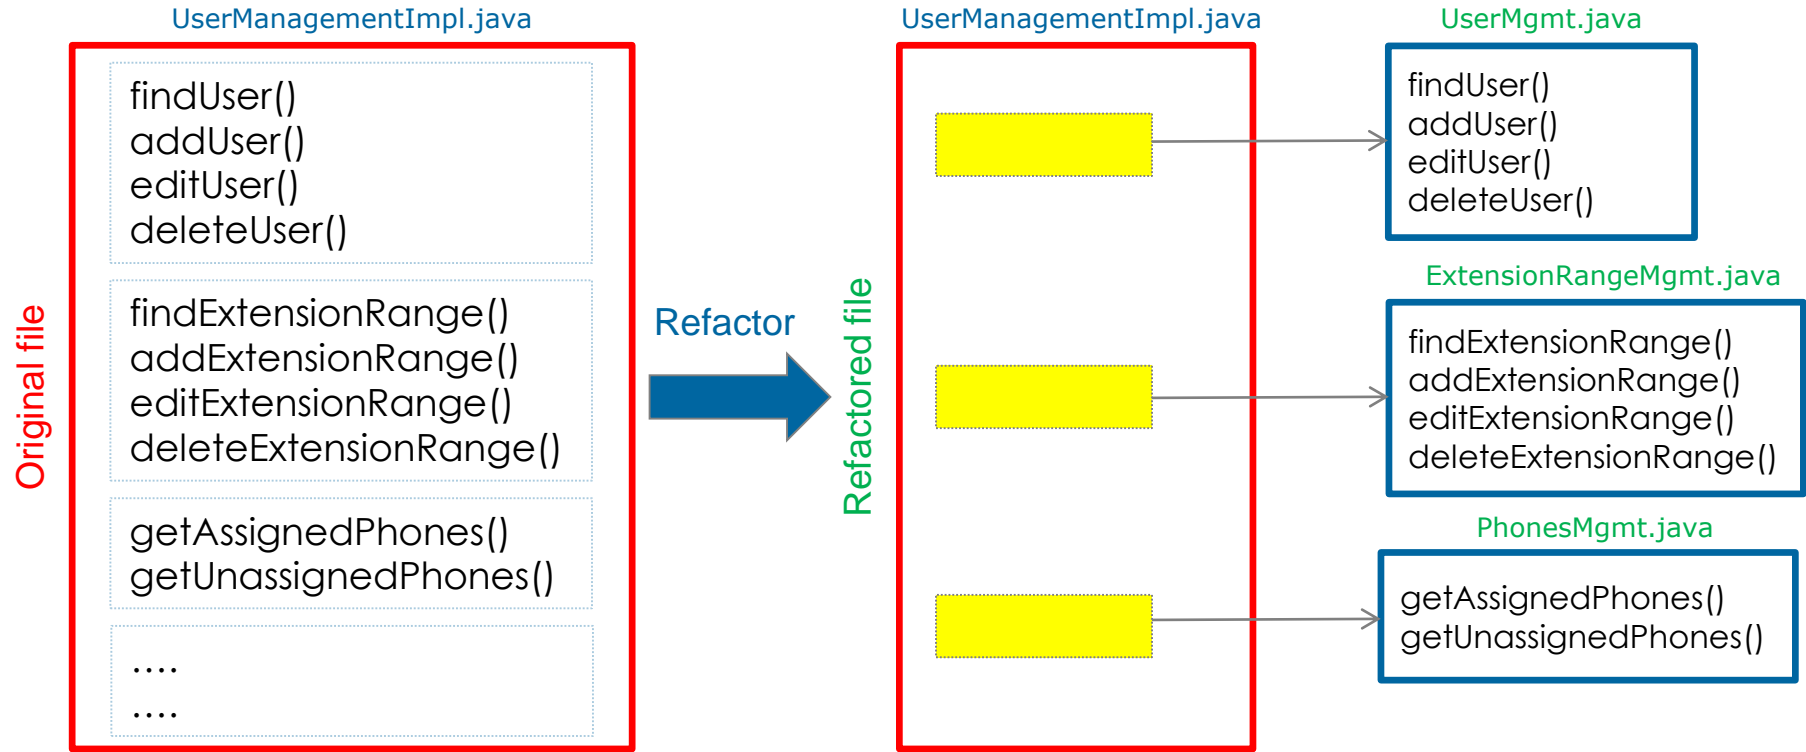 UserManagementImpl.java
Original file
findUser()
addUser()
editUser()
deleteUser()
findExtensionRange()
addExtensionRange()
editExtensionRange()
deleteExtensionRange()
getAssignedPhones()
getUnassignedPhones()
....
....
Refactor
UserManagementImpl.java
Refactored file
UserMgmt.java
findUser()
addUser()
editUser()
deleteUser()
ExtensionRangeMgmt.java
findExtensionRange()
addExtensionRange()
editExtensionRange()
deleteExtensionRange()
PhonesMgmt.java
getAssignedPhones()
getUnassignedPhones()